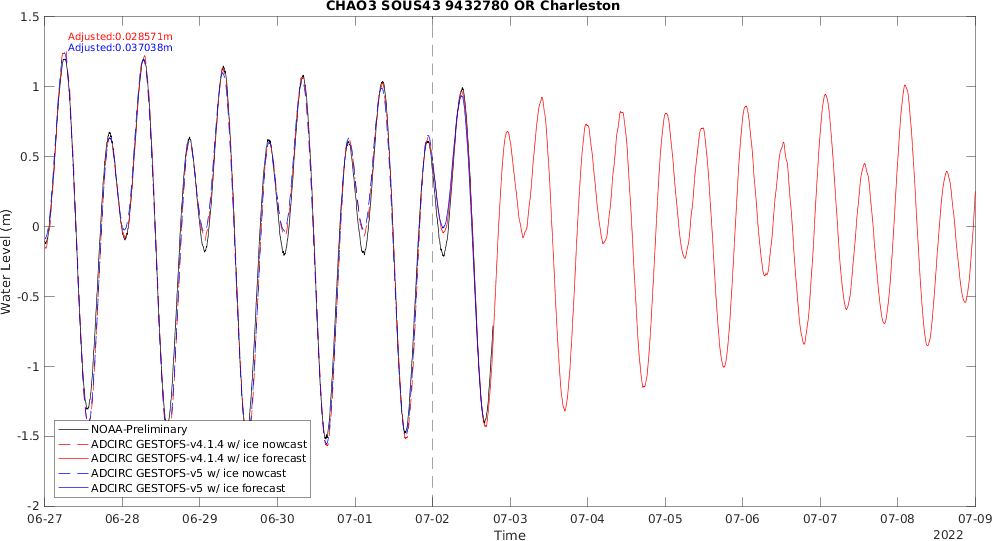 CHAO3 SOUS43 9432780 OR Charleston
Adjusted:0.028571m
Adjusted:0.037038m
1.5
1
0.5
0
-0.5
-1
-1.5
-2
Water Level (m)
NOAA-Preliminary
ADCIRC GESTOFS-v4.1.4 w/ ice nowcast
ADCIRC GESTOFS-v4.1.4 w/ ice forecast
ADCIRC GESTOFS-v5 w/ ice nowcast
ADCIRC GESTOFS-v5 w/ ice forecast
06-27 06-28 06-29 06-30 07-01 07-02 07-03 07-04 07-05 07-06 07-07 07-08 07-09
Time
2022